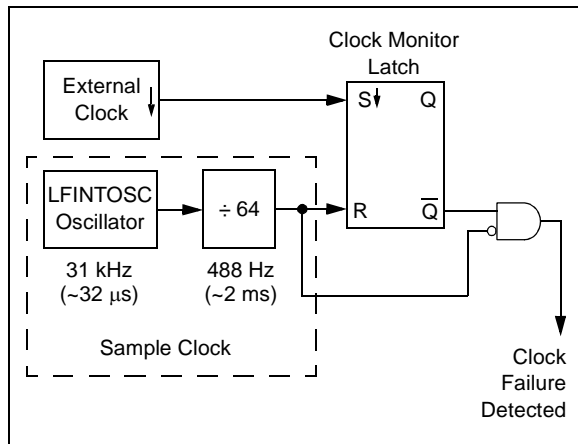 Clock Monitor
Latch
External
Clock
S
Q
LFINTOSC
Oscillator
÷ 64
R
Q̅
31 kHz
(~32 μs)
488 Hz
(~2 ms)
Sample Clock
Clock
Failure
Detected